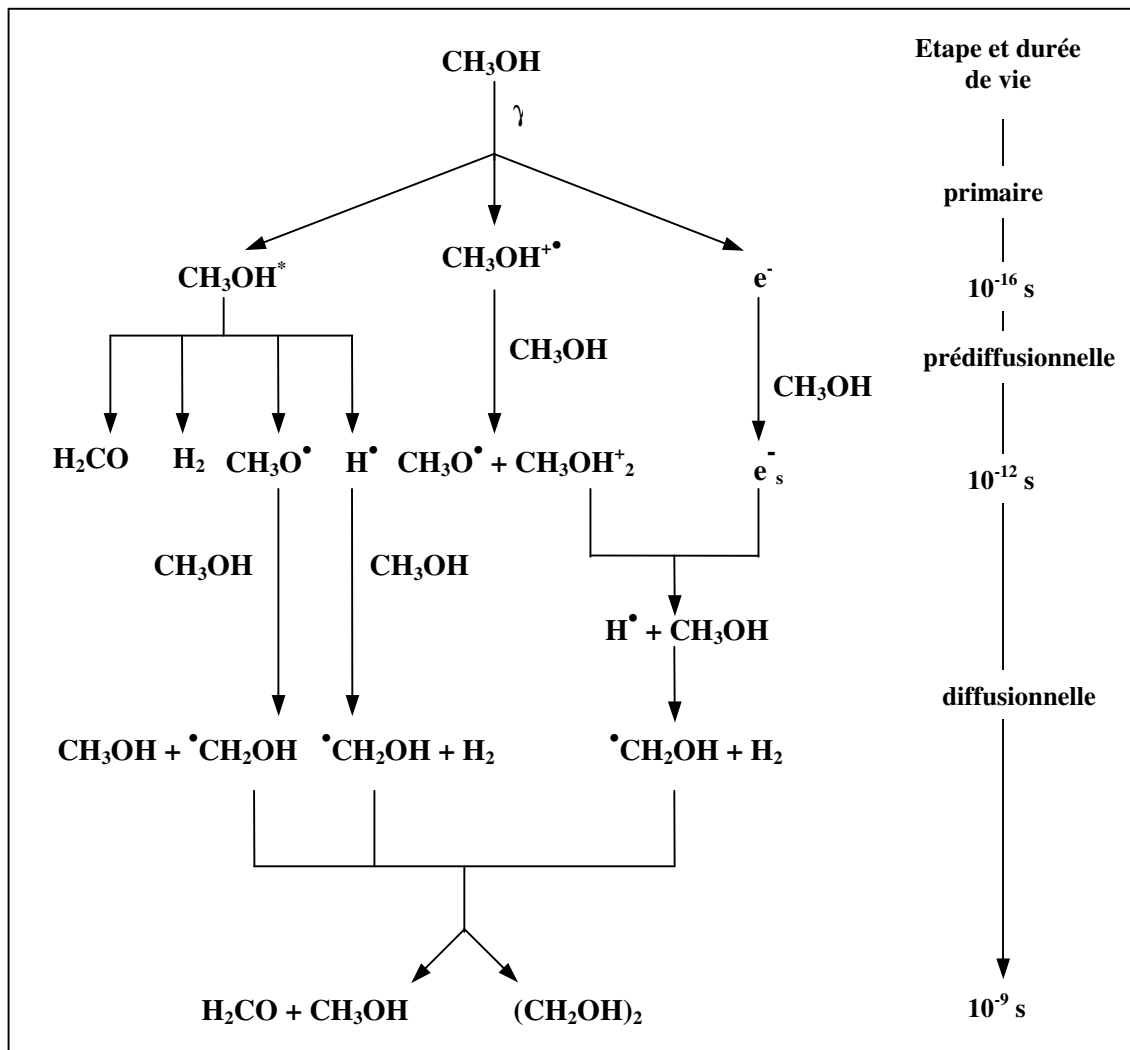 CH₃OH
γ
CH₃OH*
CH₃OH⁺•
e⁻
CH₃OH
CH₃OH
H₂CO
H₂
CH₃O•
H•
CH₃O• + CH₃OH⁺₂
e⁻ₛ
CH₃OH
CH₃OH
H• + CH₃OH
CH₃OH + •CH₂OH
•CH₂OH + H₂
•CH₂OH + H₂
H₂CO + CH₃OH
(CH₂OH)₂
Etape et durée
de vie
primaire
10⁻¹⁶ s
prédiffusionnelle
10⁻¹² s
diffusionnelle
10⁻⁹ s